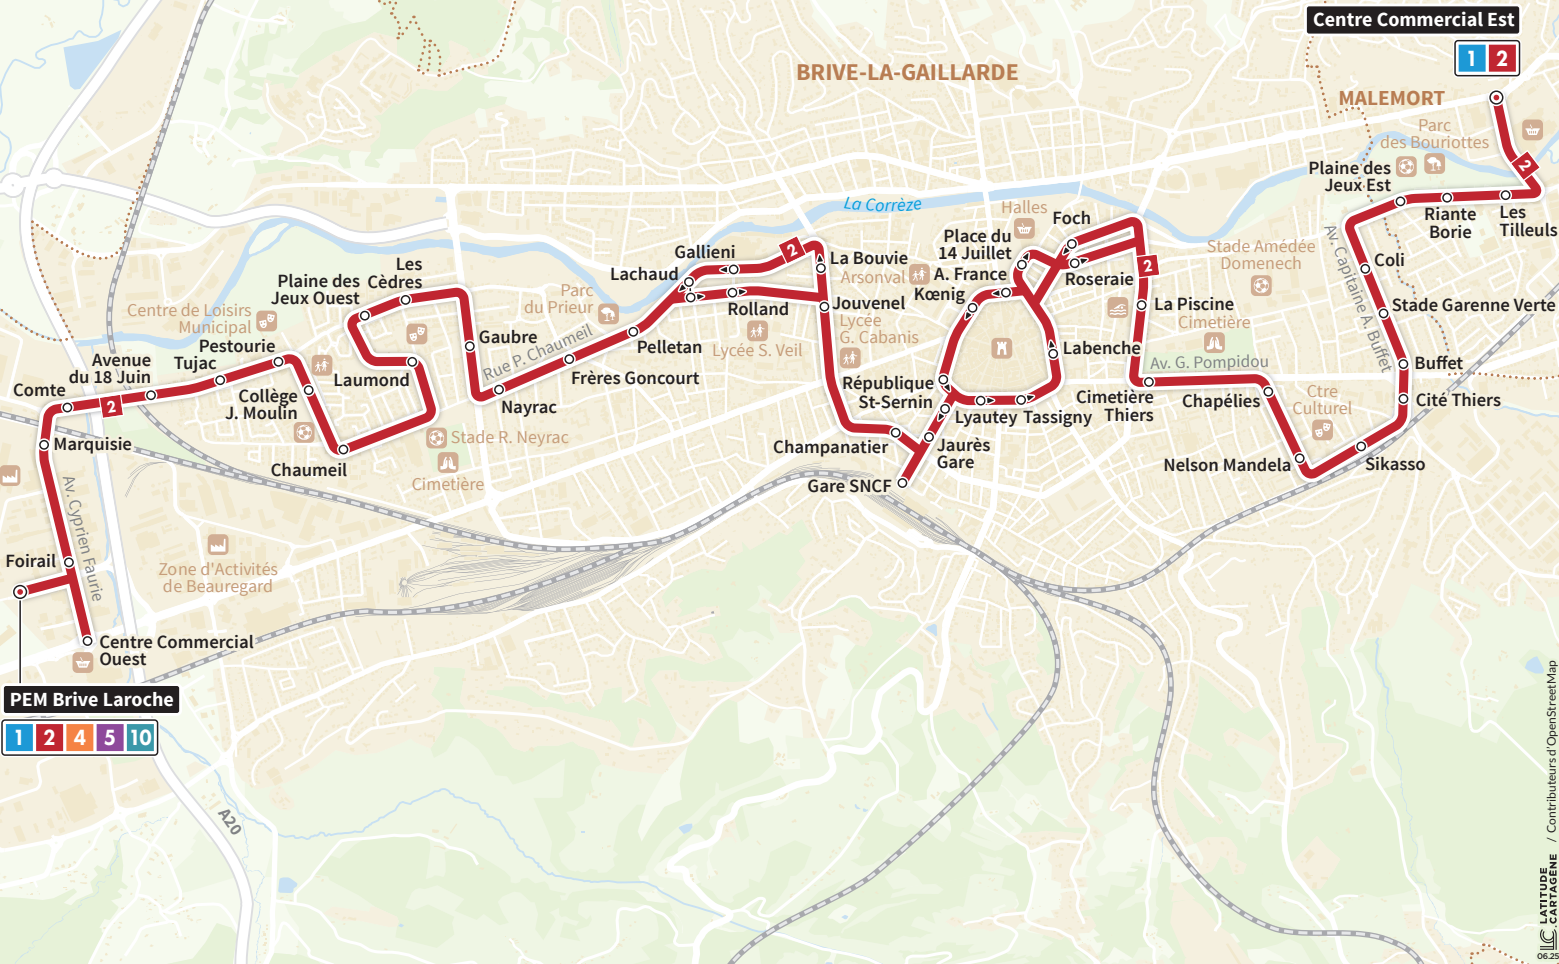 Centre Commercial Est
1 2
BRIVE-LA-GAILLARDE
MALEMORT
Parc
des Bouriottes
2
Plaine des
Jeux Est
Riante
Borie
Les
Tilleuls
La Corrèze
Halles
Foch
Place du
14 Juillet
Stade Amédée
Domenech
Av. Capitaine A. Buffet
Coli
Gallieni
2
La Bouvie
Arsonval
A. France
Kœnig
Roseraie
2
Lachaud
Les
Cèdres
Plaine des
Jeux Ouest
Parc
du Prieur
Rolland
Jouvenel
La Piscine
Stade Garenne Verte
Centre de Loisirs
Municipal
Pestourie
Gaubre
Rue P. Chaumeil
Pelletan
Lycée S. Veil
Lycée
G. Cabanis
Cimetière
Labenche
Av. G. Pompidou
Buffet
Avenue
du 18 Juin
Tujac
Comte
2
Laumond
Frères Goncourt
République
St-Sernin
Collège
J. Moulin
Nayrac
Lyautey
Tassigny
Cimetière
Thiers
Chapélies
Ctre
Culturel
Cité Thiers
Marquisie
Stade R. Neyrac
Champanatier
Jaurès
Gare
Chaumeil
Cimetière
Gare SNCF
Nelson Mandela
Sikasso
Av. Cyprien Faurie
Foirail
Zone d'Activités
de Beauregard
Centre Commercial
Ouest
PEM Brive Laroche
1 2 4 5 10
A20
/ Contributeurs d'OpenStreetMap
LATITUDE
CARTAGÈNE
LC
06.25